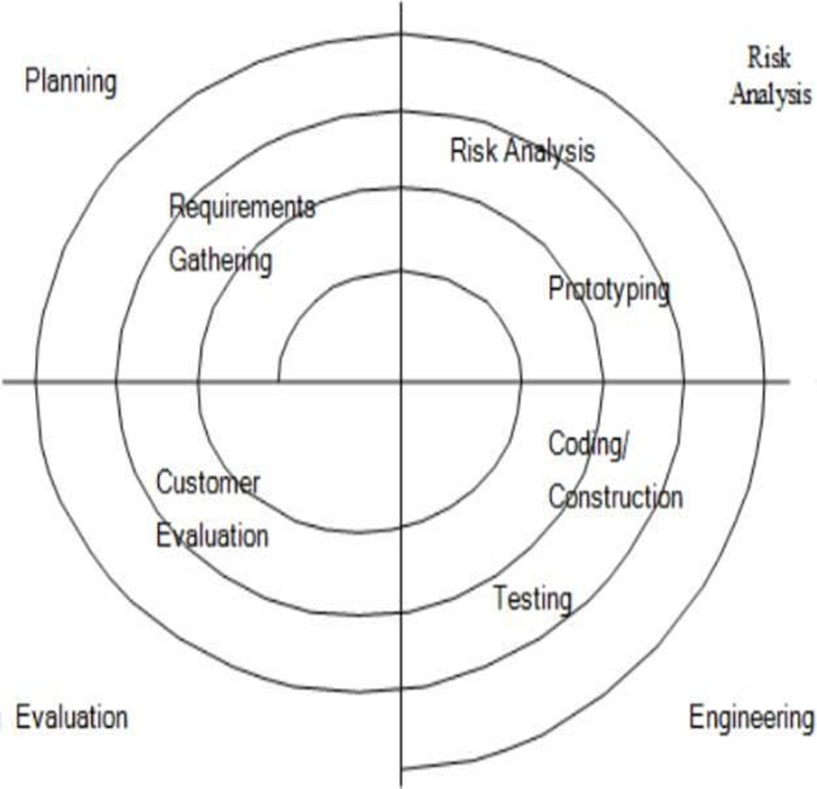 Planning
Risk
Analysis
Risk Analysis
Requirements
Gathering
Prototyping
Coding/
Construction
Customer
Evaluation
Testing
Evaluation
Engineering